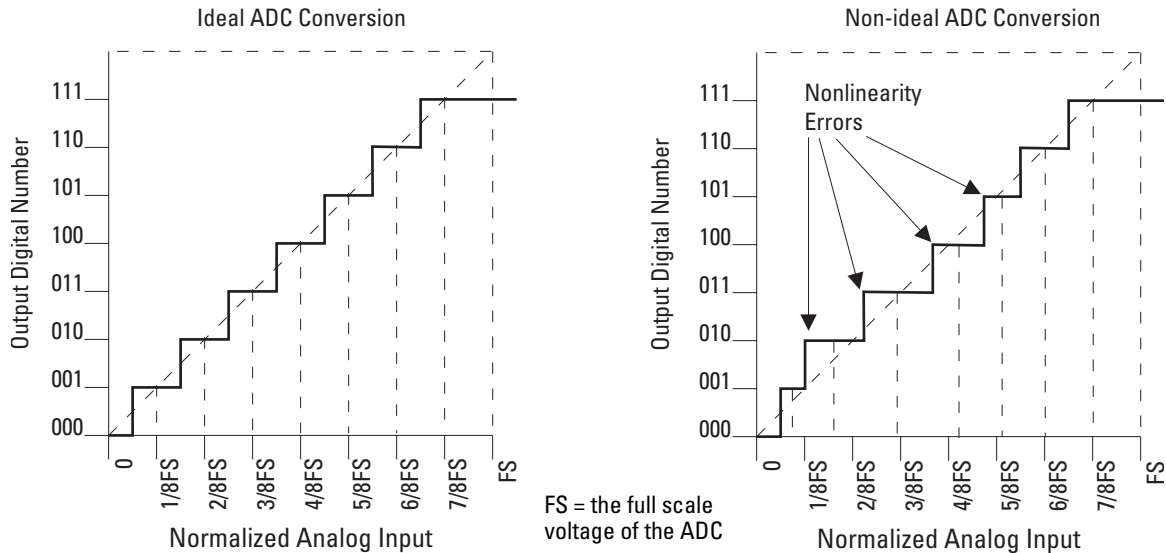 Ideal ADC Conversion
Output Digital Number
111
110
101
100
011
010
001
000
0
1/8FS
2/8FS
3/8FS
4/8FS
5/8FS
6/8FS
7/8FS
FS
Normalized Analog Input
FS = the full scale
voltage of the ADC
Non-ideal ADC Conversion
Nonlinearity
Errors
Output Digital Number
111
110
101
100
011
010
001
000
0
1/8FS
2/8FS
3/8FS
4/8FS
5/8FS
6/8FS
7/8FS
FS
Normalized Analog Input